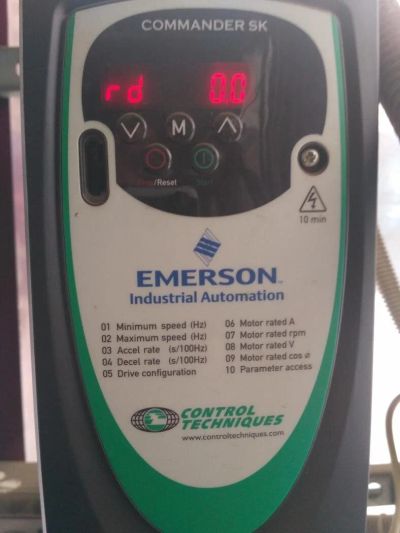 COMMANDER SK
rd 0.0
M
Stop/Reset Start
10 min
EMERSON
Industrial Automation
01 Minimum speed (Hz) 06 Motor rated A
02 Maximum speed (Hz) 07 Motor rated rpm
03 Accel rate (s/100Hz) 08 Motor rated V
04 Decel rate (s/100Hz) 09 Motor rated cos ø
05 Drive configuration 10 Parameter access
CONTROL
TECHNIQUES
www.controltechniques.com